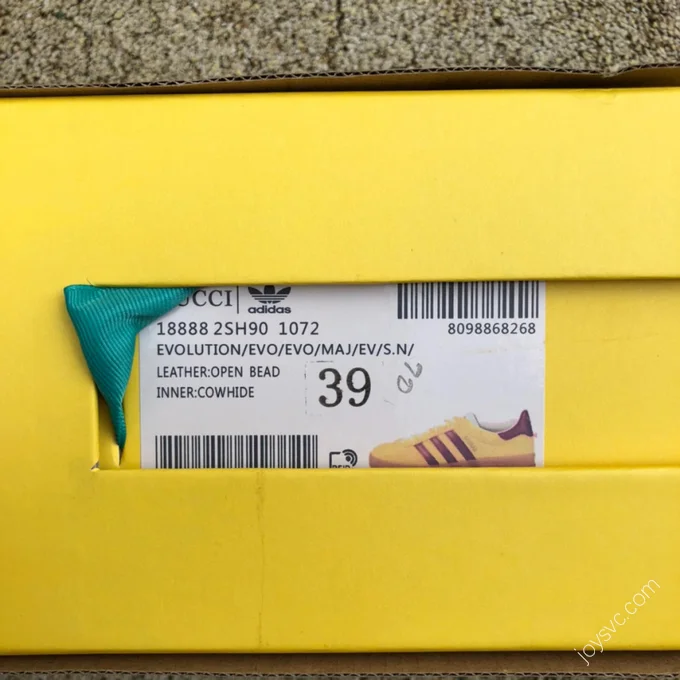 UCCI | adidas
18888 2SH90 1072
8098868268
EVOLUTION/EVO/EVO/MAJ/EV/S.N/
LEATHER:OPEN BEAD
INNER:COWHIDE
39
joysvc.com